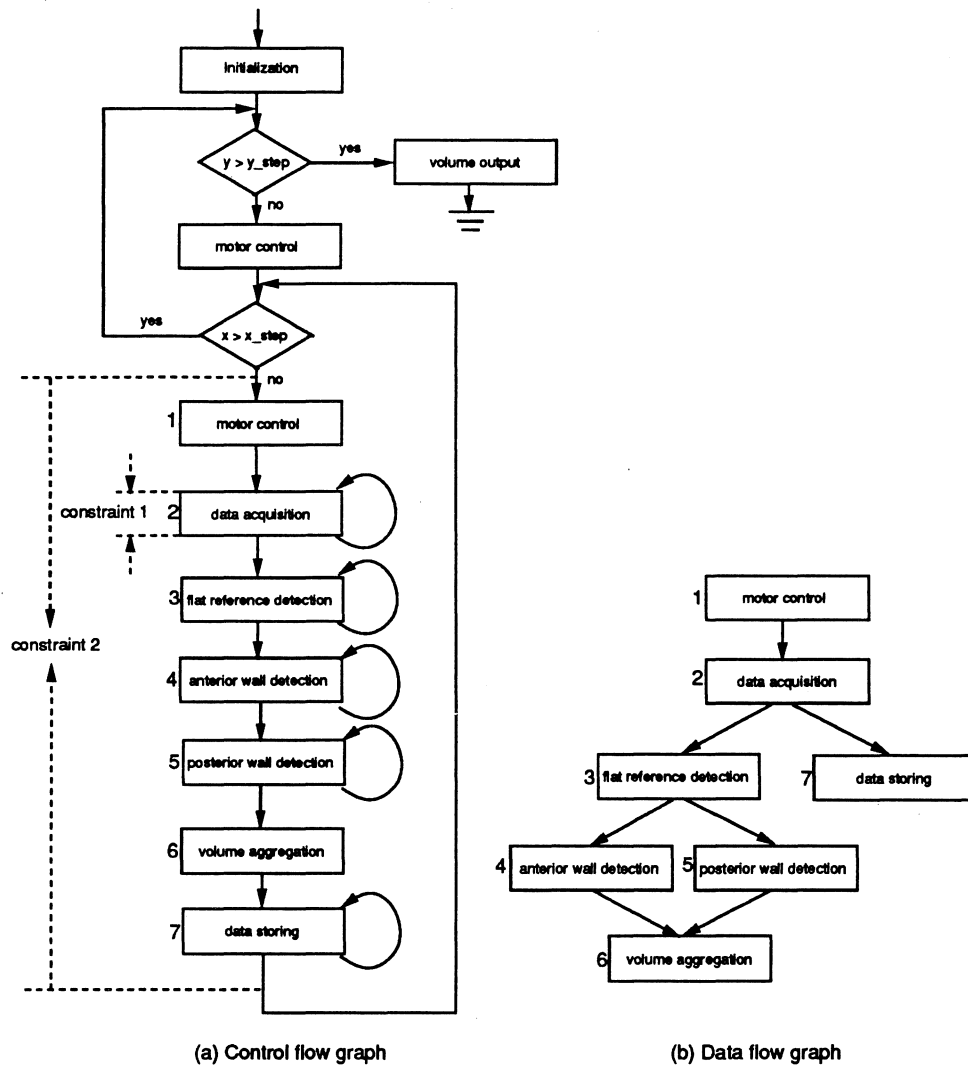 Initialization
y > y_step
yes
volume output
no
motor control
yes
x > x_step
no
1 motor control
constraint 1
2 data acquisition
3 flat reference detection
constraint 2
4 anterior wall detection
5 posterior wall detection
6 volume aggregation
7 data storing
(a) Control flow graph
1 motor control
2 data acquisition
3 flat reference detection
7 data storing
4 anterior wall detection
5 posterior wall detection
6 volume aggregation
(b) Data flow graph